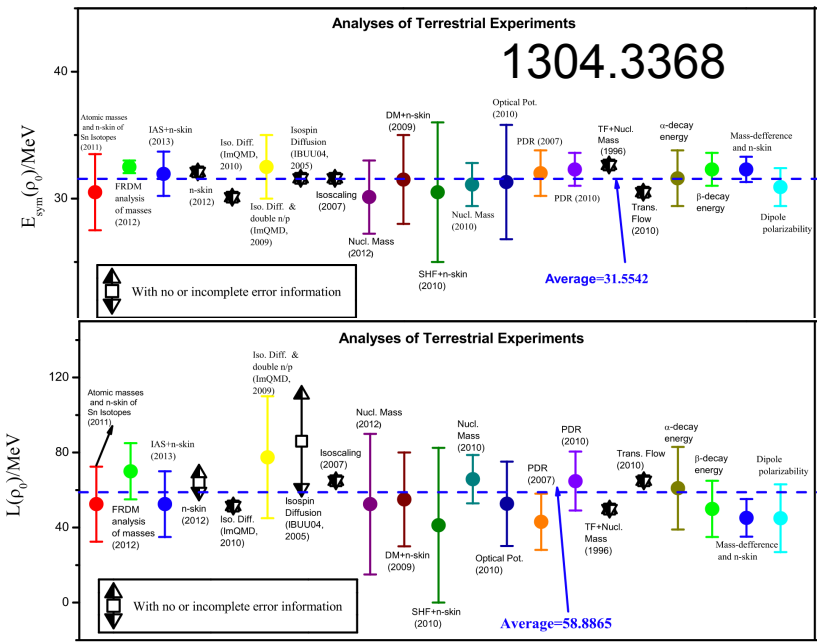 Analyses of Terrestrial Experiments
1304.3368
40
30
E_sym(ρ₀)/MeV
Atomic masses
and n-skin of
Sn Isotopes
(2011)
FRDM
analysis
of masses
(2012)
IAS+n-skin
(2013)
n-skin
(2012)
Iso. Diff.
(ImQMD,
2010)
Iso. Diff. &
double n/p
(ImQMD,
2009)
Isospin
Diffusion
(IBUU04,
2005)
Isoscaling
(2007)
Nucl. Mass
(2012)
DM+n-skin
(2009)
SHF+n-skin
(2010)
Nucl. Mass
(2010)
Optical Pot.
(2010)
PDR (2007)
PDR (2010)
TF+Nucl.
Mass
(1996)
Trans.
Flow
(2010)
α-decay
energy
β-decay
energy
Mass-defference
and n-skin
Dipole
polarizability
With no or incomplete error information
Average=31.5542
Analyses of Terrestrial Experiments
120
80
40
0
L(ρ₀)/MeV
Atomic masses
and n-skin of
Sn Isotopes
(2011)
FRDM
analysis
of masses
(2012)
IAS+n-skin
(2013)
n-skin
(2012)
Iso. Diff.
(ImQMD,
2010)
Iso. Diff. &
double n/p
(ImQMD,
2009)
Isospin
Diffusion
(IBUU04,
2005)
Isoscaling
(2007)
Nucl. Mass
(2012)
DM+n-skin
(2009)
SHF+n-skin
(2010)
Nucl.
Mass
(2010)
Optical Pot.
(2010)
PDR
(2007)
PDR
(2010)
TF+Nucl.
Mass
(1996)
Trans. Flow
(2010)
α-decay
energy
β-decay
energy
Mass-defference
and n-skin
Dipole
polarizability
With no or incomplete error information
Average=58.8865